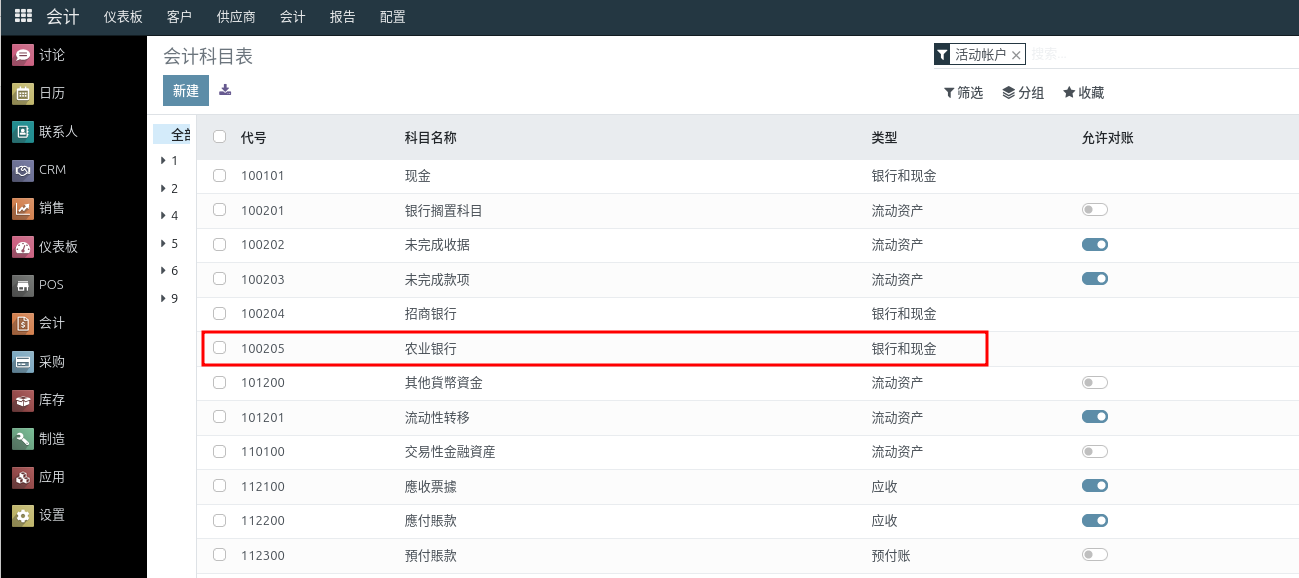 会计 仪表板 客户 供应商 会计 报告 配置
讨论
日历
联系人
CRM
销售
仪表板
POS
会计
采购
库存
制造
应用
设置
会计科目表
活动帐户 × 搜索...
新建
筛选 分组 收藏
全部
1
2
4
5
6
9
代号 科目名称 类型 允许对账
100101 现金 银行和现金
100201 银行搁置科目 流动资产
100202 未完成收据 流动资产
100203 未完成款项 流动资产
100204 招商银行 银行和现金
100205 农业银行 银行和现金
101200 其他貨幣資金 流动资产
101201 流动性转移 流动资产
110100 交易性金融資産 流动资产
112100 應收票據 应收
112200 應付賬款 应收
112300 預付賬款 预付账